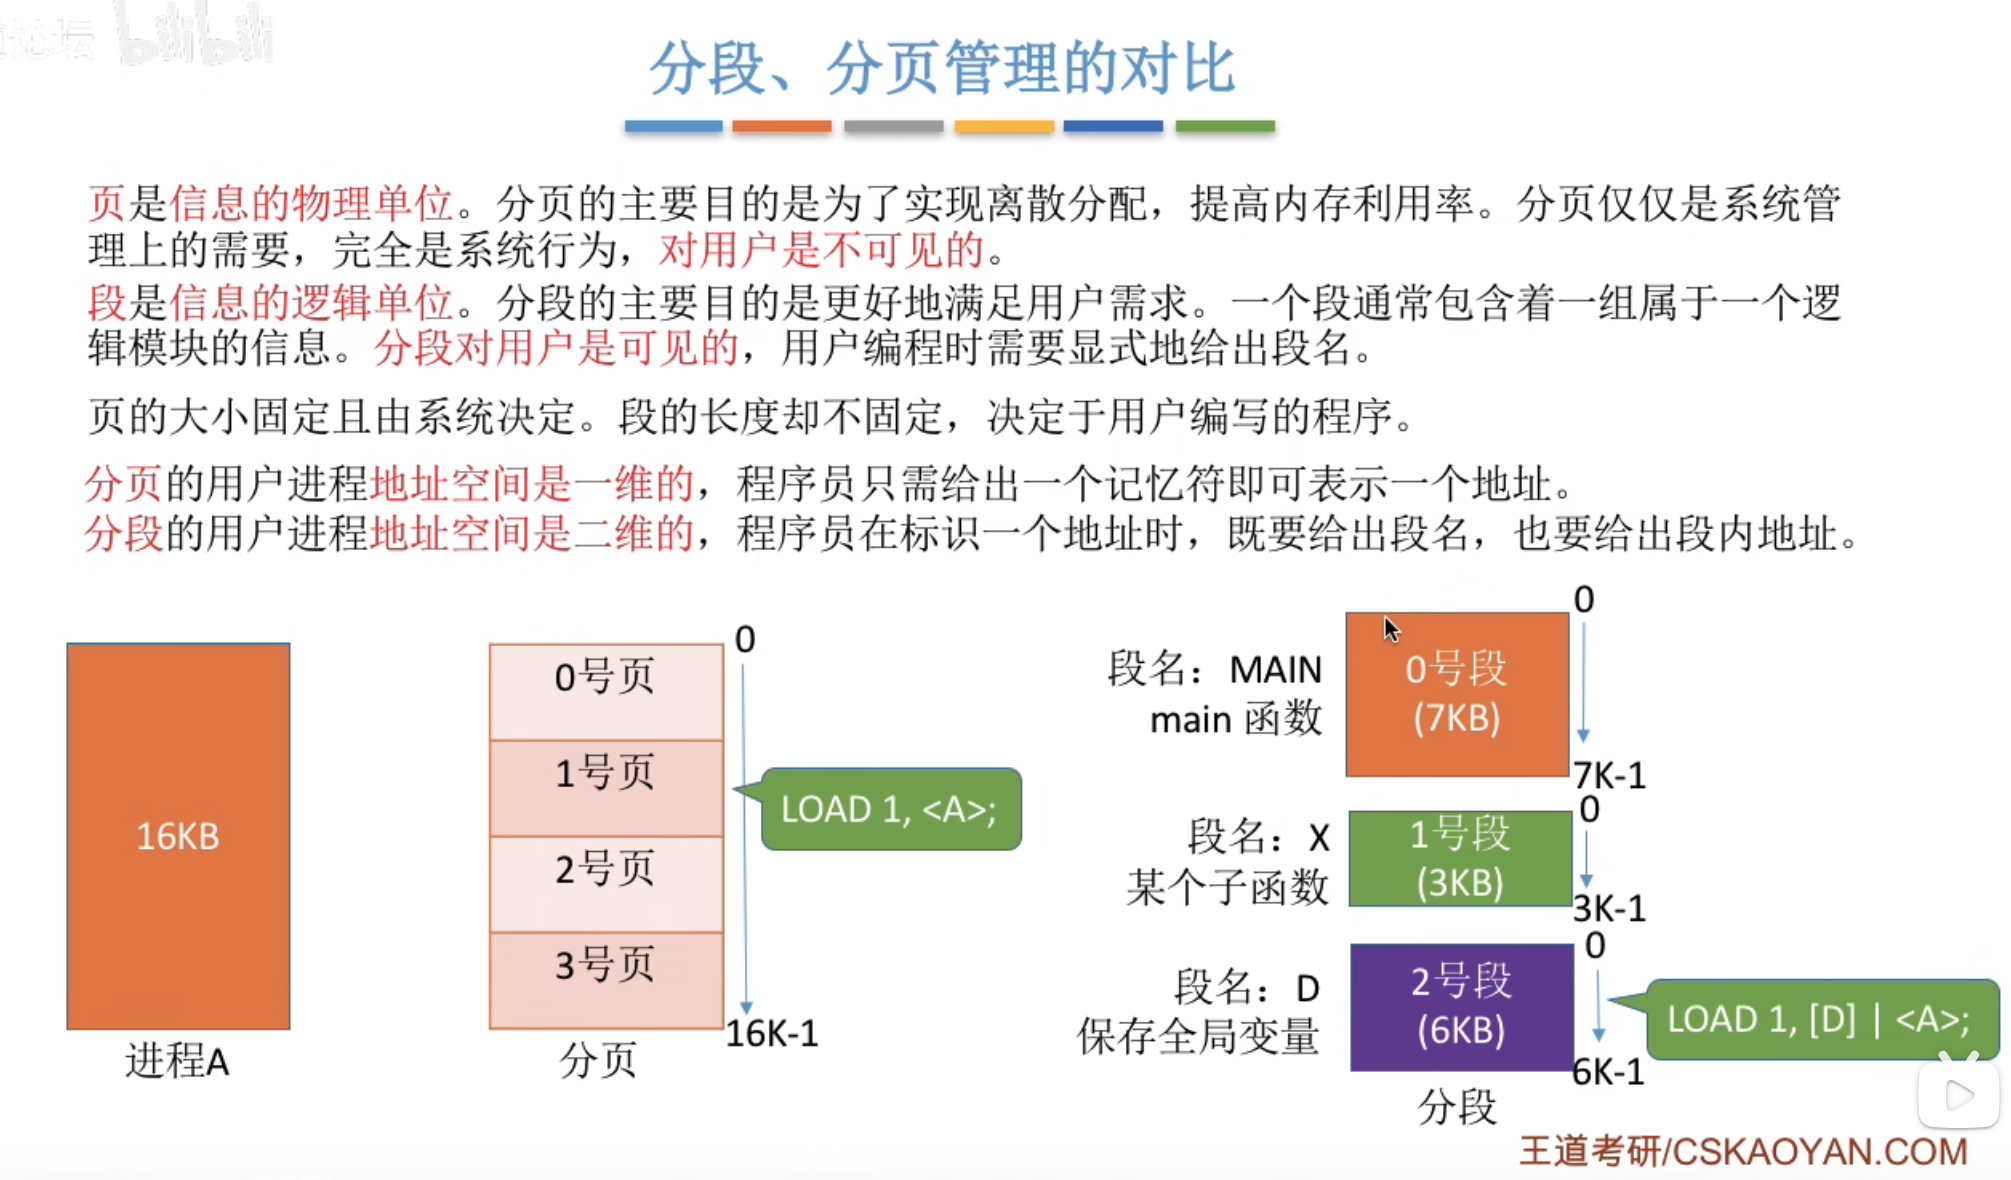 论坛 bilibili
分段、分页管理的对比
页是信息的物理单位。分页的主要目的是为了实现离散分配，提高内存利用率。分页仅仅是系统管
理上的需要，完全是系统行为，对用户是不可见的。
段是信息的逻辑单位。分段的主要目的是更好地满足用户需求。一个段通常包含着一组属于一个逻
辑模块的信息。分段对用户是可见的，用户编程时需要显式地给出段名。
页的大小固定且由系统决定。段的长度却不固定，决定于用户编写的程序。
分页的用户进程地址空间是一维的，程序员只需给出一个记忆符即可表示一个地址。
分段的用户进程地址空间是二维的，程序员在标识一个地址时，既要给出段名，也要给出段内地址。
16KB
进程A
0
0号页
1号页
2号页
3号页
16K-1
LOAD 1, <A>;
分页
段名：MAIN
main 函数
0号段
(7KB)
0
7K-1
段名：X
某个子函数
1号段
(3KB)
0
3K-1
段名：D
保存全局变量
2号段
(6KB)
0
6K-1
LOAD 1, [D] | <A>;
分段
王道考研/CSKAOYAN.COM